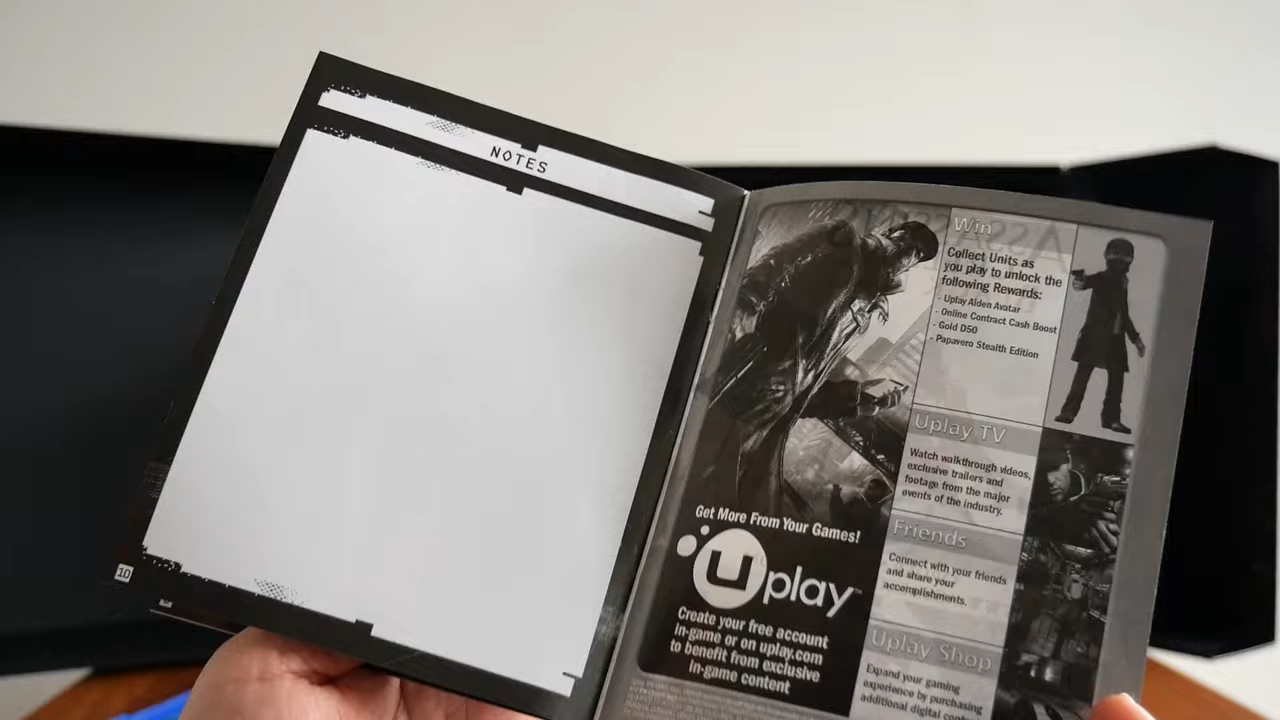 NOTES
10
Win
Collect Units as
you play to unlock the
following Rewards:
- Uplay Aiden Avatar
- Online Contract Cash Boost
- Gold D50
- Papavero Stealth Edition
Uplay TV
Watch walkthrough videos,
exclusive trailers and
footage from the major
events of the industry.
Friends
Connect with your friends
and share your
accomplishments.
Uplay Shop
Expand your gaming
experience by purchasing
additional digital
Get More From Your Games!
uplay™
Create your free account
in-game or on uplay.com
to benefit from exclusive
in-game content